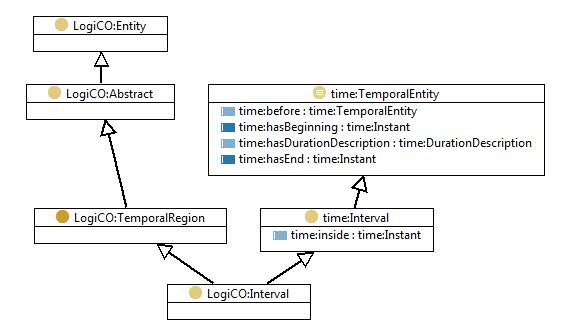 LogiCO:Entity
LogiCO:Abstract
time:TemporalEntity
time:before : time:TemporalEntity
time:hasBeginning : time:Instant
time:hasDurationDescription : time:DurationDescription
time:hasEnd : time:Instant
LogiCO:TemporalRegion
time:Interval
time:inside : time:Instant
LogiCO:Interval